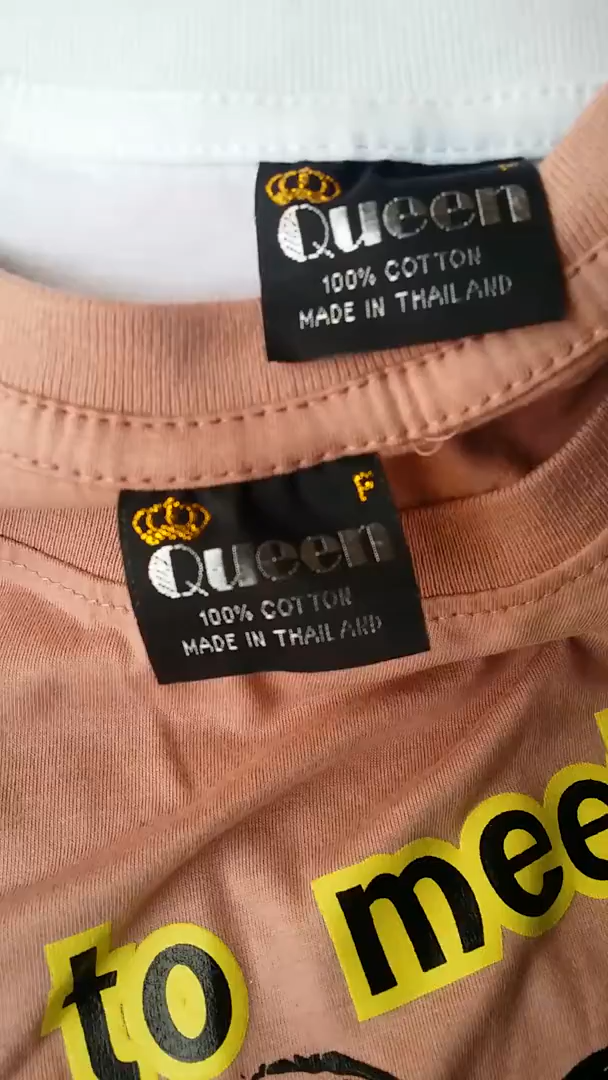 Queen
100% COTTON
MADE IN THAILAND
F
Queen
100% COTTON
MADE IN THAILAND
to mee